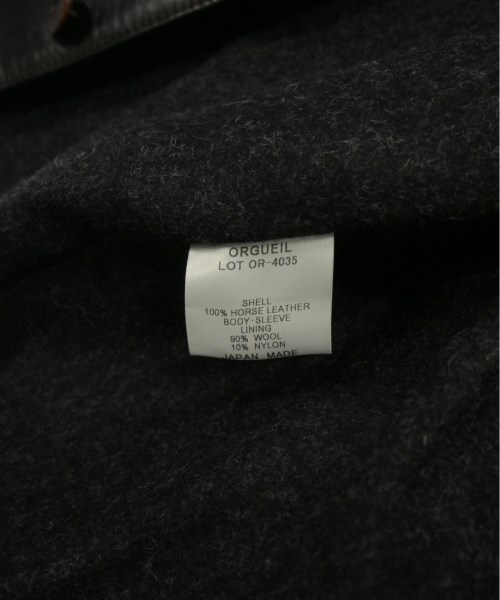 ORGUEIL
LOT OR-4035
SHELL
100% HORSE LEATHER
BODY·SLEEVE
LINING
90% WOOL
10% NYLON
JAPAN MADE